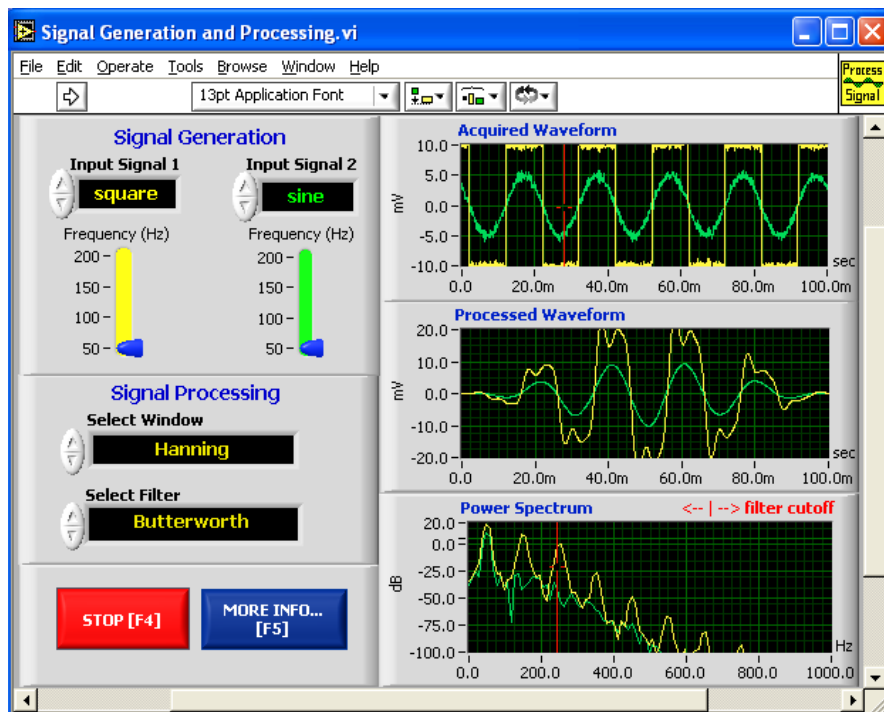 Signal Generation and Processing.vi
File Edit Operate Tools Browse Window Help
13pt Application Font
Process
Signal
Signal Generation
Input Signal 1
square
Frequency (Hz)
200
150
100
50
Input Signal 2
sine
Frequency (Hz)
200
150
100
50
Signal Processing
Select Window
Hanning
Select Filter
Butterworth
STOP [F4]
MORE INFO...
[F5]
Acquired Waveform
10.0
5.0
0.0
-5.0
-10.0
mV
sec
0.0 20.0m 40.0m 60.0m 80.0m 100.0m
Processed Waveform
20.0
10.0
0.0
-10.0
-20.0
mV
sec
0.0 20.0m 40.0m 60.0m 80.0m 100.0m
Power Spectrum <-- | --> filter cutoff
20.0
0.0
-25.0
-50.0
-75.0
-100.0
dB
Hz
0.0 200.0 400.0 600.0 800.0 1000.0